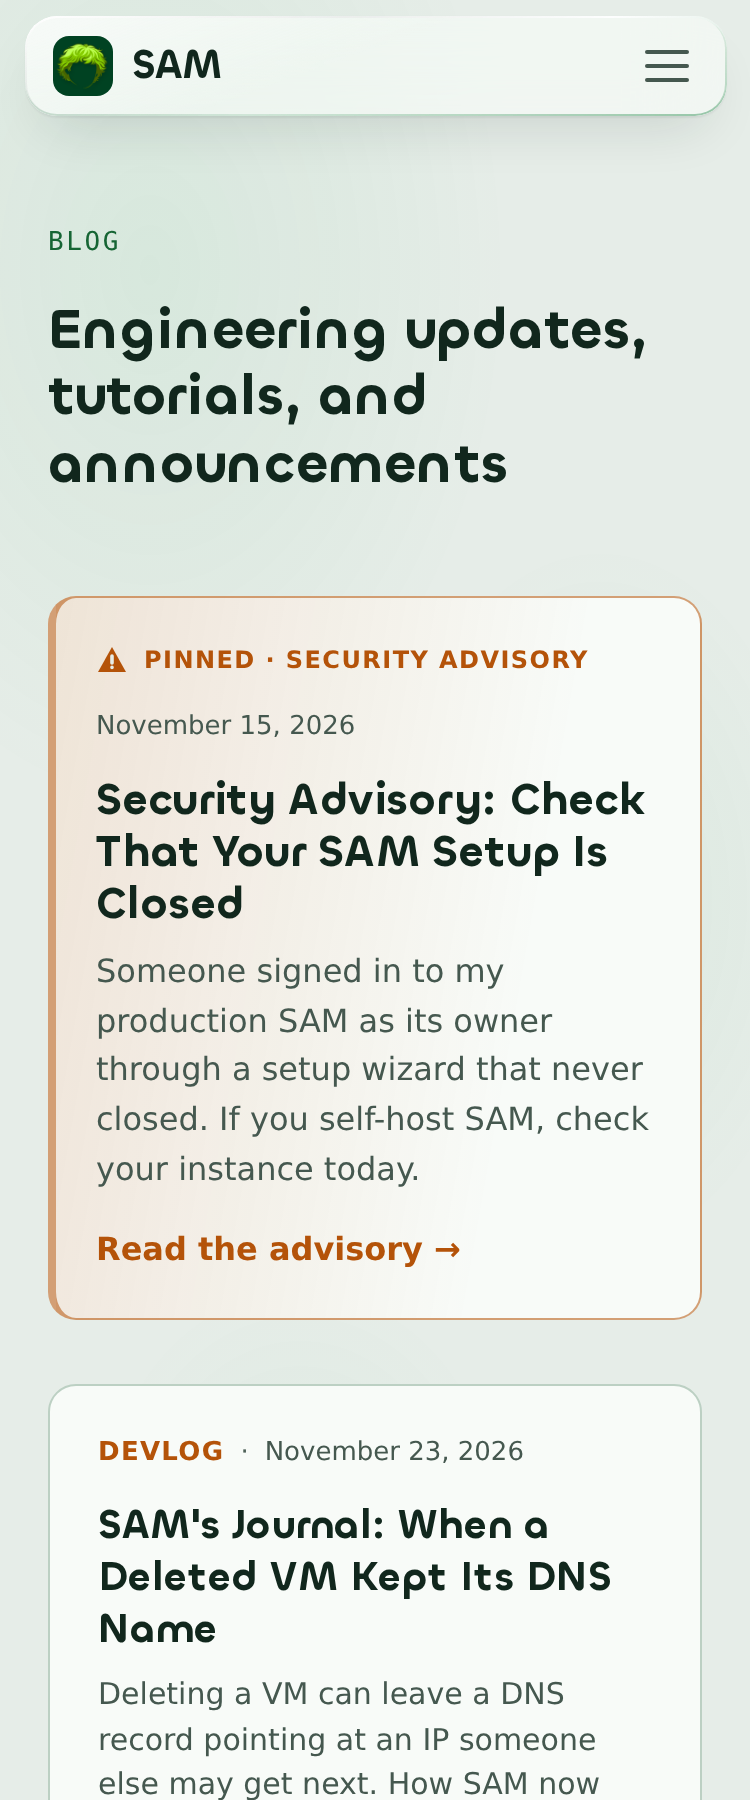 SAM
BLOG
Engineering updates,
tutorials, and
announcements
PINNED · SECURITY ADVISORY
November 15, 2026
Security Advisory: Check
That Your SAM Setup Is
Closed
Someone signed in to my
production SAM as its owner
through a setup wizard that never
closed. If you self-host SAM, check
your instance today.
Read the advisory →
DEVLOG · November 23, 2026
SAM's Journal: When a
Deleted VM Kept Its DNS
Name
Deleting a VM can leave a DNS
record pointing at an IP someone
else may get next. How SAM now